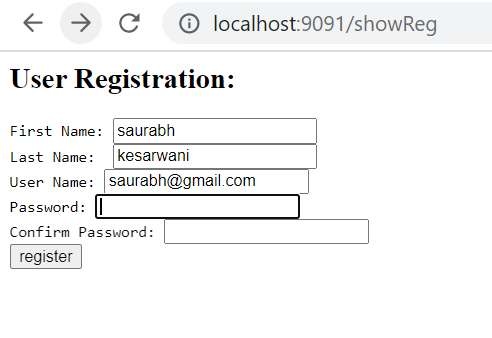 localhost:9091/showReg
User Registration:
First Name: saurabh
Last Name: kesarwani
User Name: saurabh@gmail.com
Password:
Confirm Password:
register